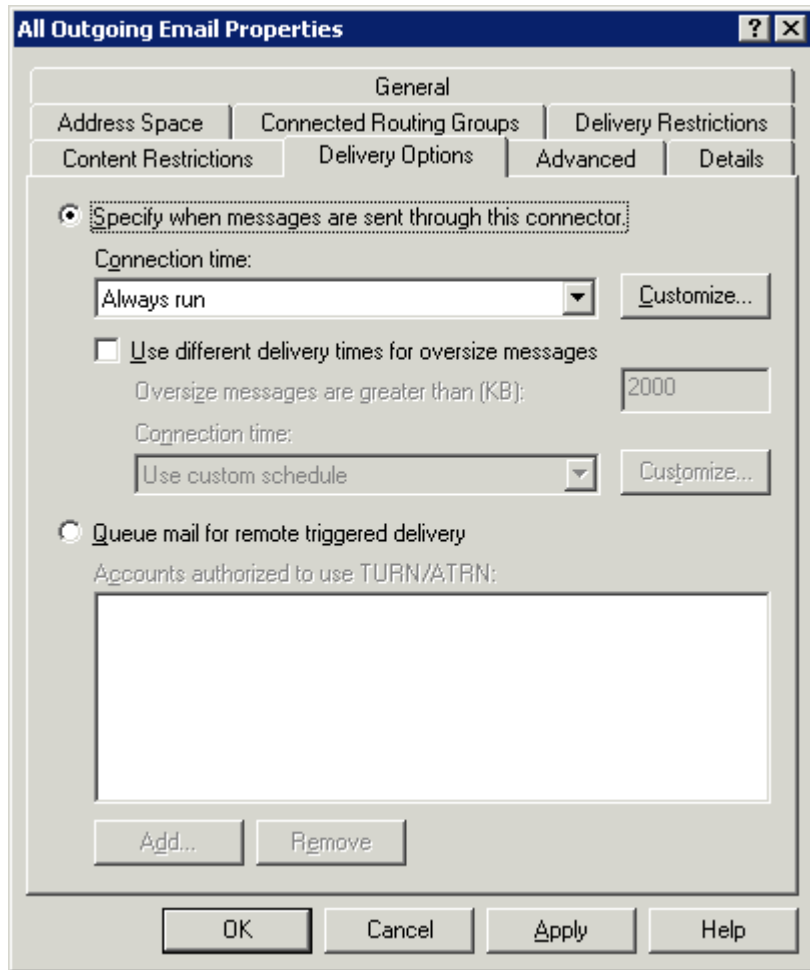 All Outgoing Email Properties
General
Address Space Connected Routing Groups Delivery Restrictions
Content Restrictions Delivery Options Advanced Details
Specify when messages are sent through this connector.
Connection time:
Always run Customize...
Use different delivery times for oversize messages
Oversize messages are greater than (KB): 2000
Connection time:
Use custom schedule Customize...
Queue mail for remote triggered delivery
Accounts authorized to use TURN/ATRN:
Add... Remove
OK Cancel Apply Help